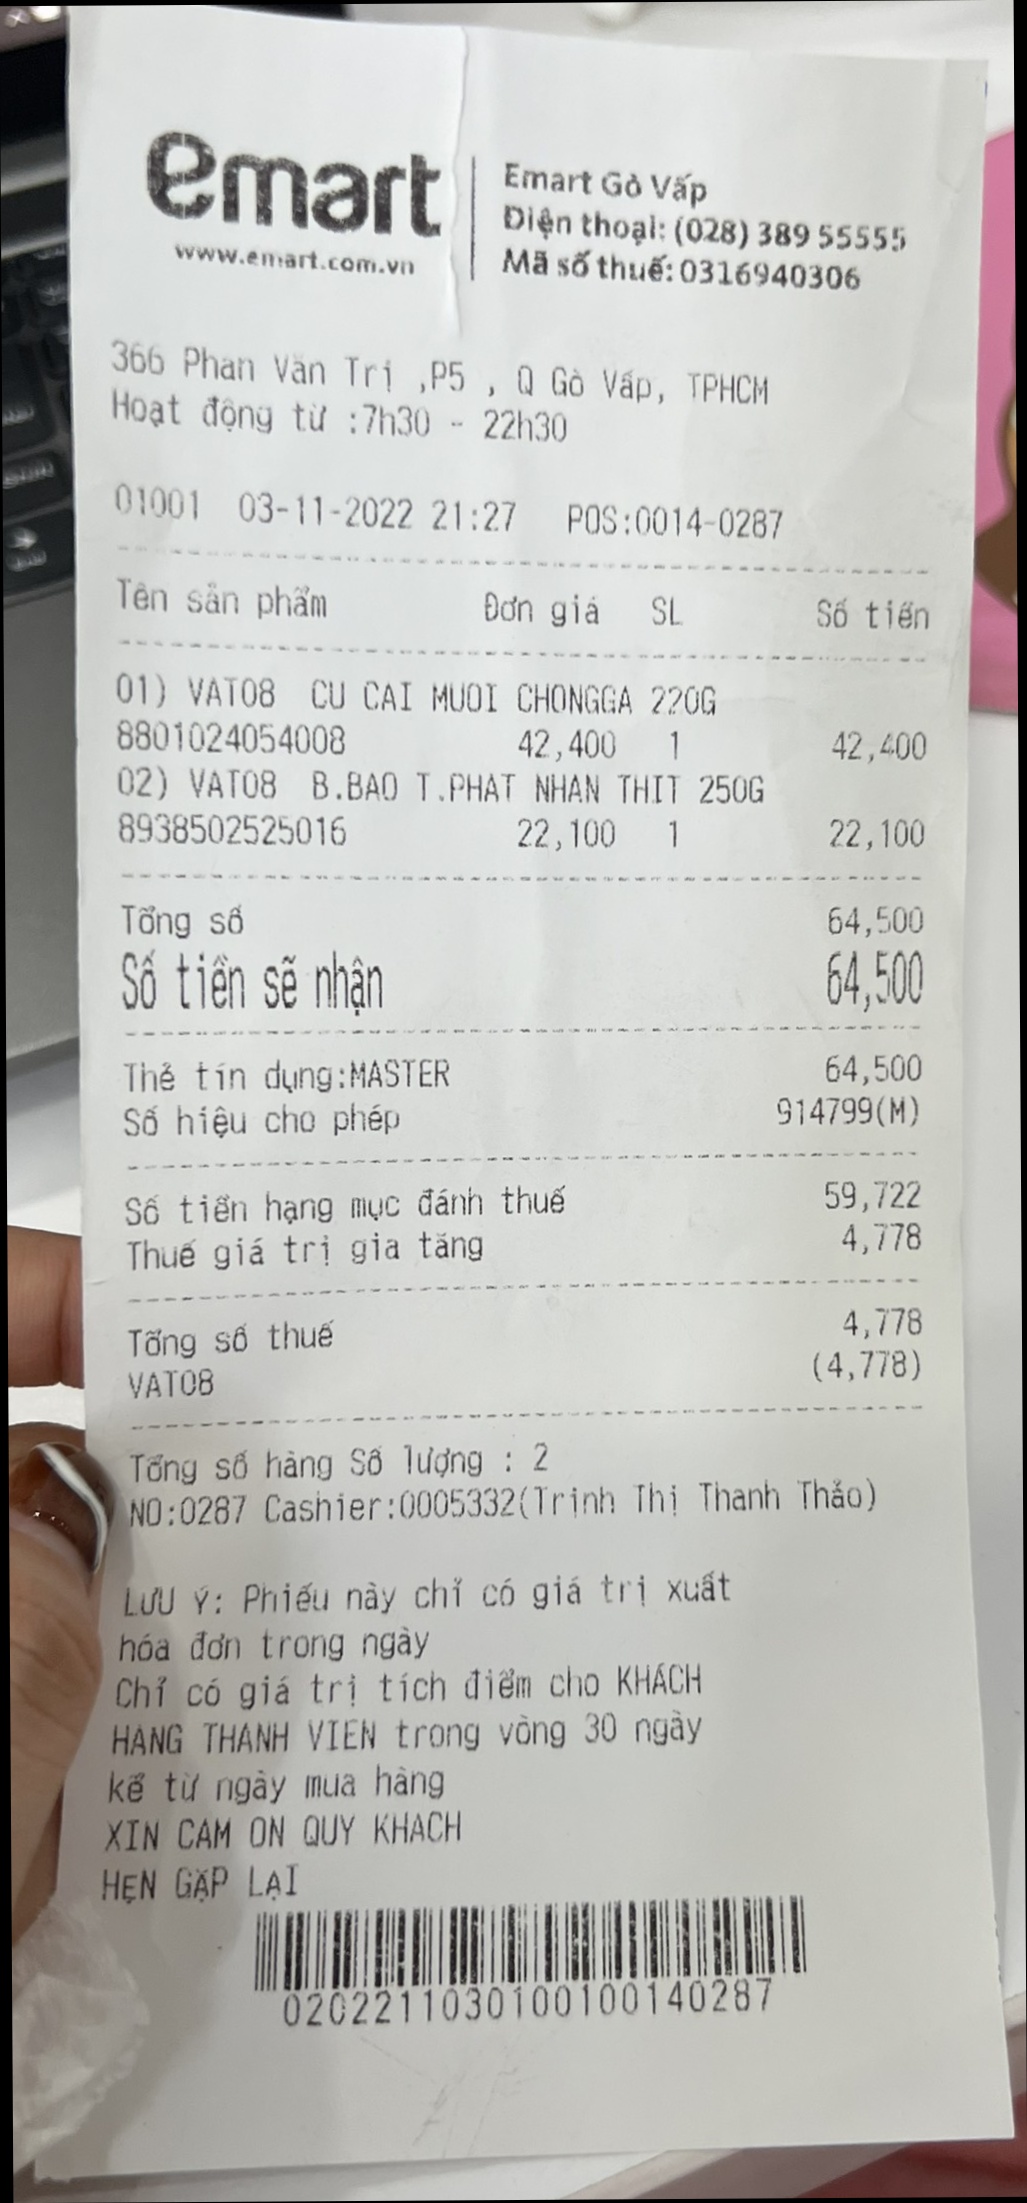 emart
www.emart.com.vn
Emart Gò Vấp
Điện thoại: (028) 389 55555
Mã số thuế: 0316940306
366 Phan Văn Trị ,P5 , Q Gò Vấp, TPHCM
Hoạt động từ :7h30 - 22h30
01001 03-11-2022 21:27 POS:0014-0287
Tên sản phẩm Đơn giá SL Số tiền
01) VAT08 CU CAI MUOI CHONGGA 220G
8801024054008 42,400 1 42,400
02) VAT08 B.BAO T.PHAT NHAN THIT 250G
8938502525016 22,100 1 22,100
Tổng số 64,500
Số tiền sẽ nhận 64,500
Thẻ tín dụng:MASTER 64,500
Số hiệu cho phép 914799(M)
Số tiền hạng mục đánh thuế 59,722
Thuế giá trị gia tăng 4,778
Tổng số thuế 4,778
VAT08 (4,778)
Tổng số hàng Số lượng : 2
NO:0287 Cashier:0005332(Trịnh Thị Thanh Thảo)
LƯU Ý: Phiếu này chỉ có giá trị xuất
hóa đơn trong ngày
Chỉ có giá trị tích điểm cho KHÁCH
HÀNG THÀNH VIÊN trong vòng 30 ngày
kể từ ngày mua hàng
XIN CAM ON QUY KHACH
HẸN GẶP LẠI
0202211030100100140287